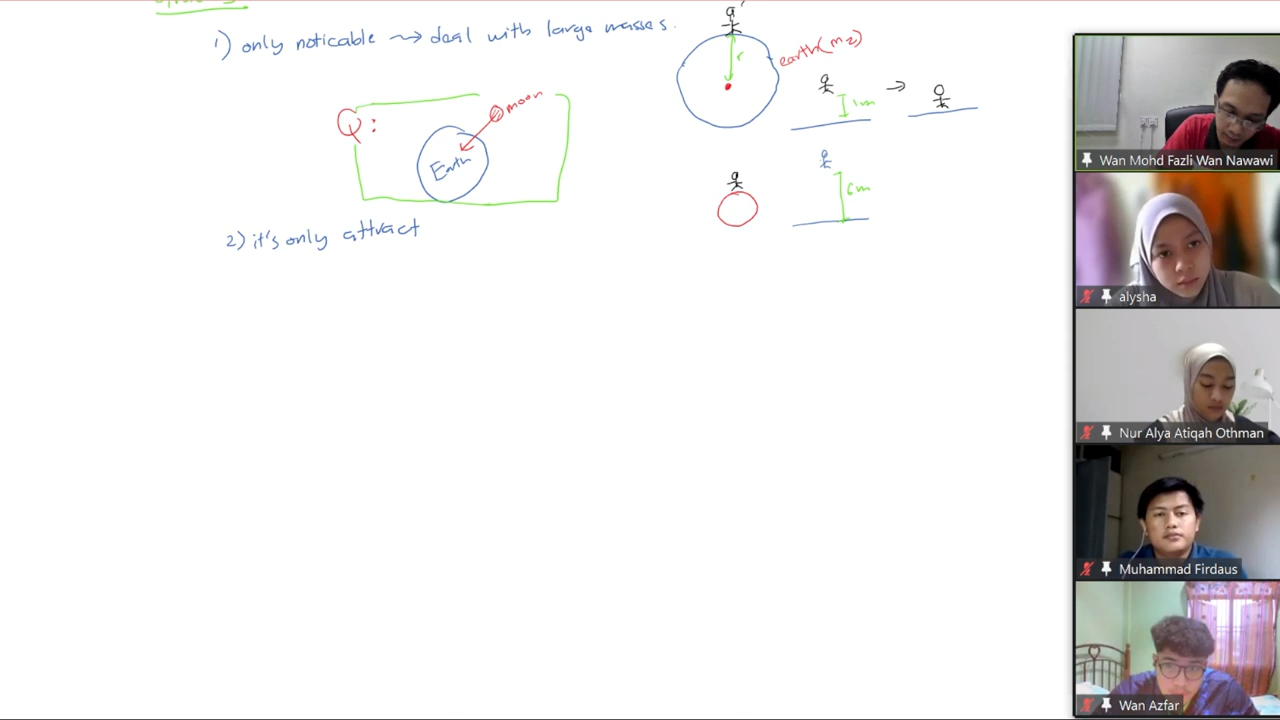 1) only noticable ⇝ deal with large masses.
r
earth(m2)
1m
→
Q:
moon
Earth
6m
2) it's only attract
Wan Mohd Fazli Wan Nawawi
alysha
Nur Alya Atiqah Othman
Muhammad Firdaus
Wan Azfar